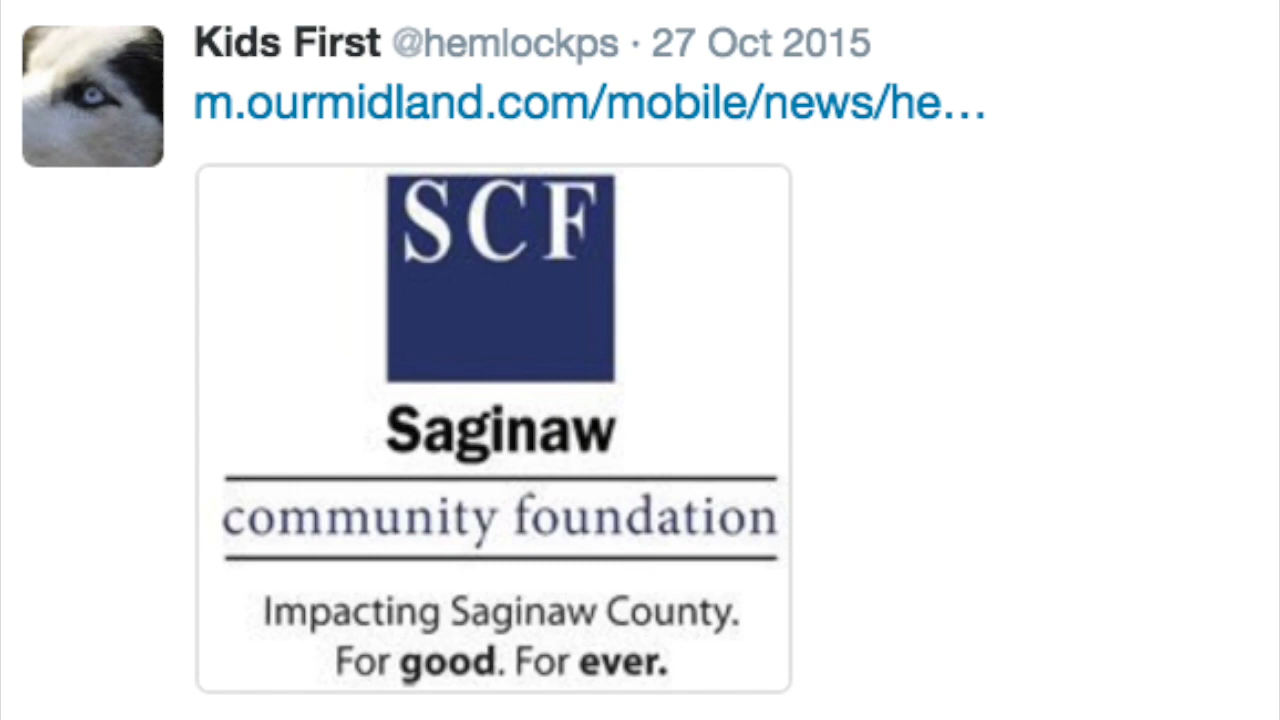 Kids First @hemlockps · 27 Oct 2015
m.ourmidland.com/mobile/news/he…
SCF
Saginaw
community foundation
Impacting Saginaw County.
For good. For ever.